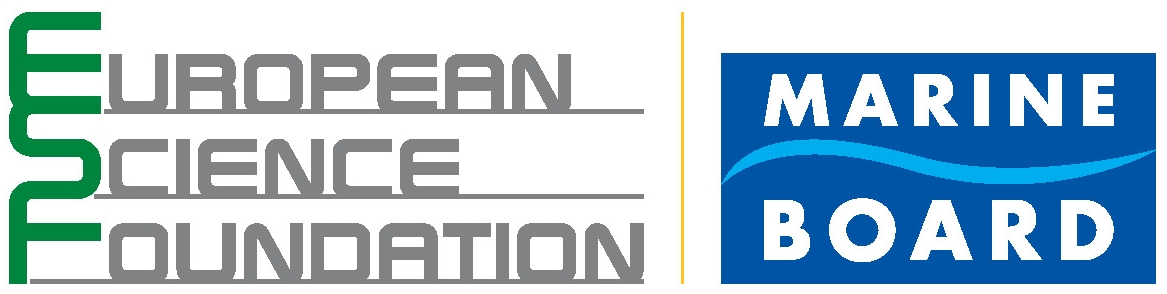 EUROPEAN
SCIENCE
FOUNDATION
MARINE
BOARD